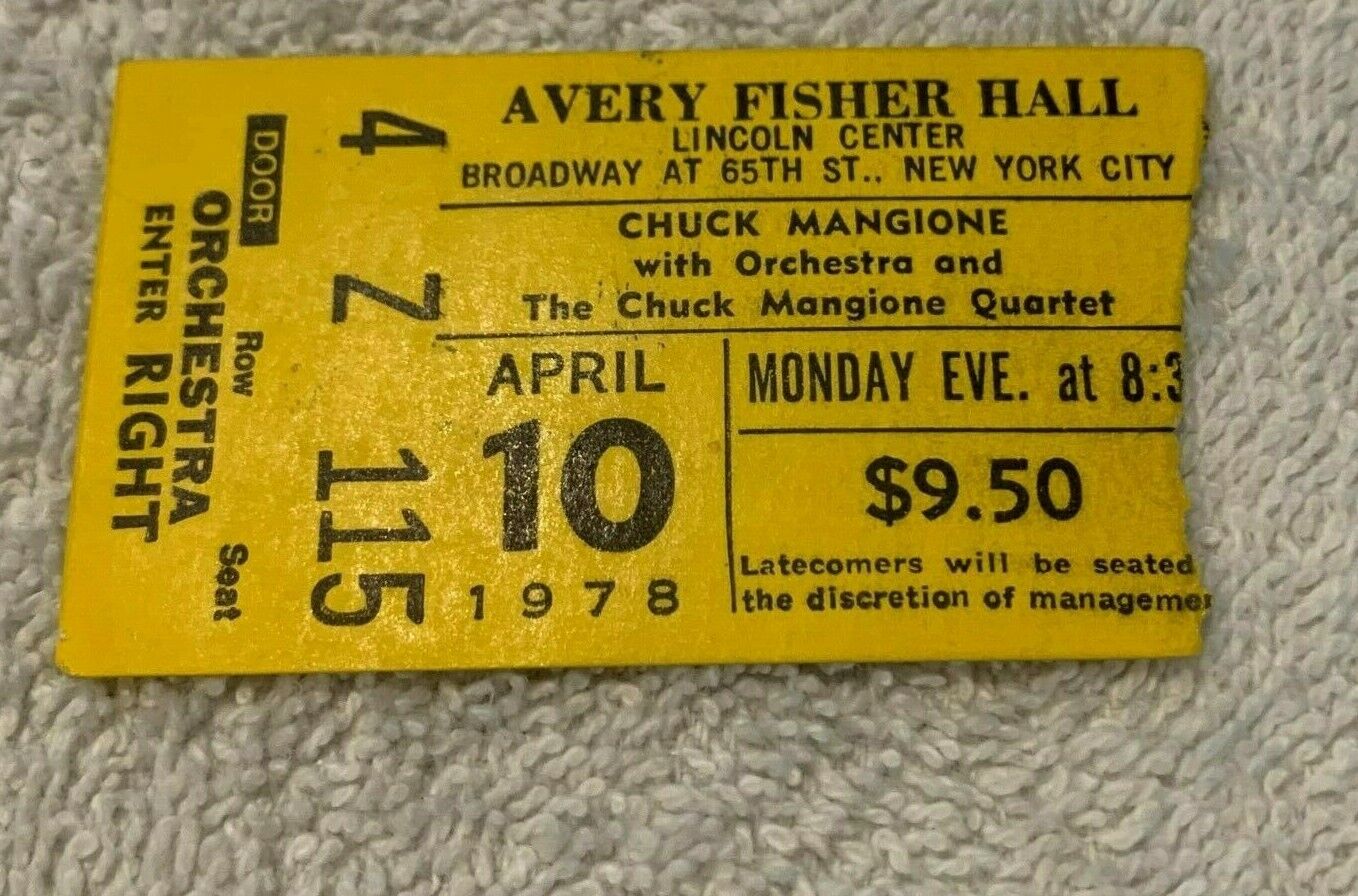 AVERY FISHER HALL
LINCOLN CENTER
BROADWAY AT 65TH ST., NEW YORK CITY
CHUCK MANGIONE
with Orchestra and
The Chuck Mangione Quartet
APRIL
10
1978
MONDAY EVE. at 8:3
$9.50
Latecomers will be seated
the discretion of manageme
4 Z 115
DOOR Row Seat
ORCHESTRA
ENTER RIGHT